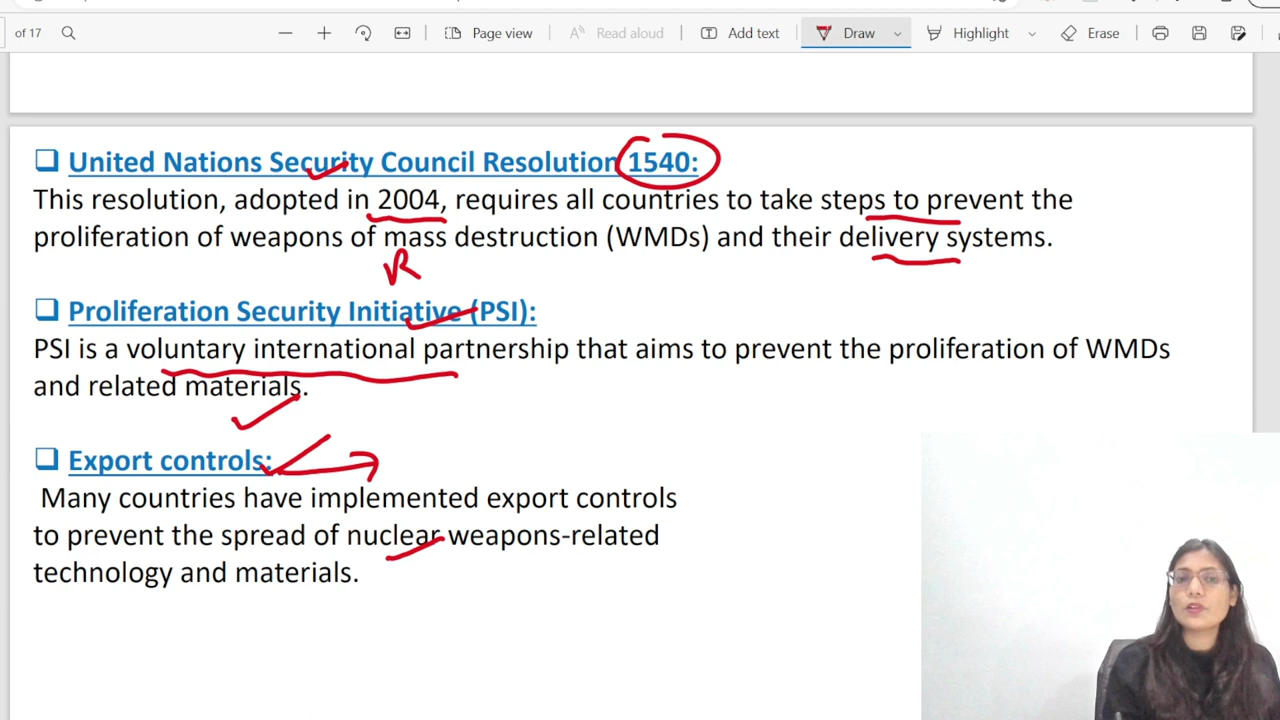 of 17
Page view
Read aloud
Add text
Draw
Highlight
Erase
United Nations Security Council Resolution 1540:
This resolution, adopted in 2004, requires all countries to take steps to prevent the
proliferation of weapons of mass destruction (WMDs) and their delivery systems.
Proliferation Security Initiative (PSI):
PSI is a voluntary international partnership that aims to prevent the proliferation of WMDs
and related materials.
Export controls:
Many countries have implemented export controls
to prevent the spread of nuclear weapons-related
technology and materials.